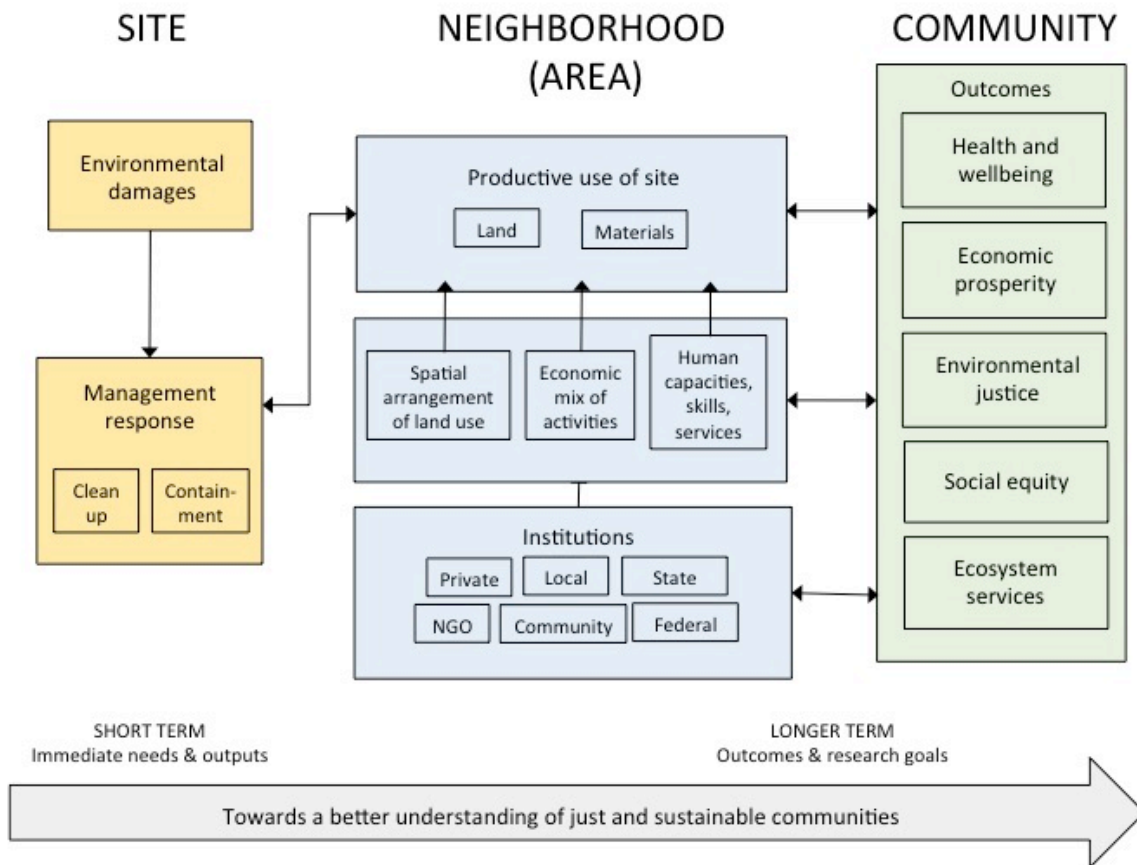 SITE
NEIGHBORHOOD
(AREA)
COMMUNITY
Environmental
damages
Management
response
Clean
up
Contain-
ment
Productive use of site
Land
Materials
Spatial
arrangement
of land use
Economic
mix of
activities
Human
capacities,
skills,
services
Institutions
Private
Local
State
NGO
Community
Federal
Outcomes
Health and
wellbeing
Economic
prosperity
Environmental
justice
Social equity
Ecosystem
services
SHORT TERM
Immediate needs & outputs
LONGER TERM
Outcomes & research goals
Towards a better understanding of just and sustainable communities